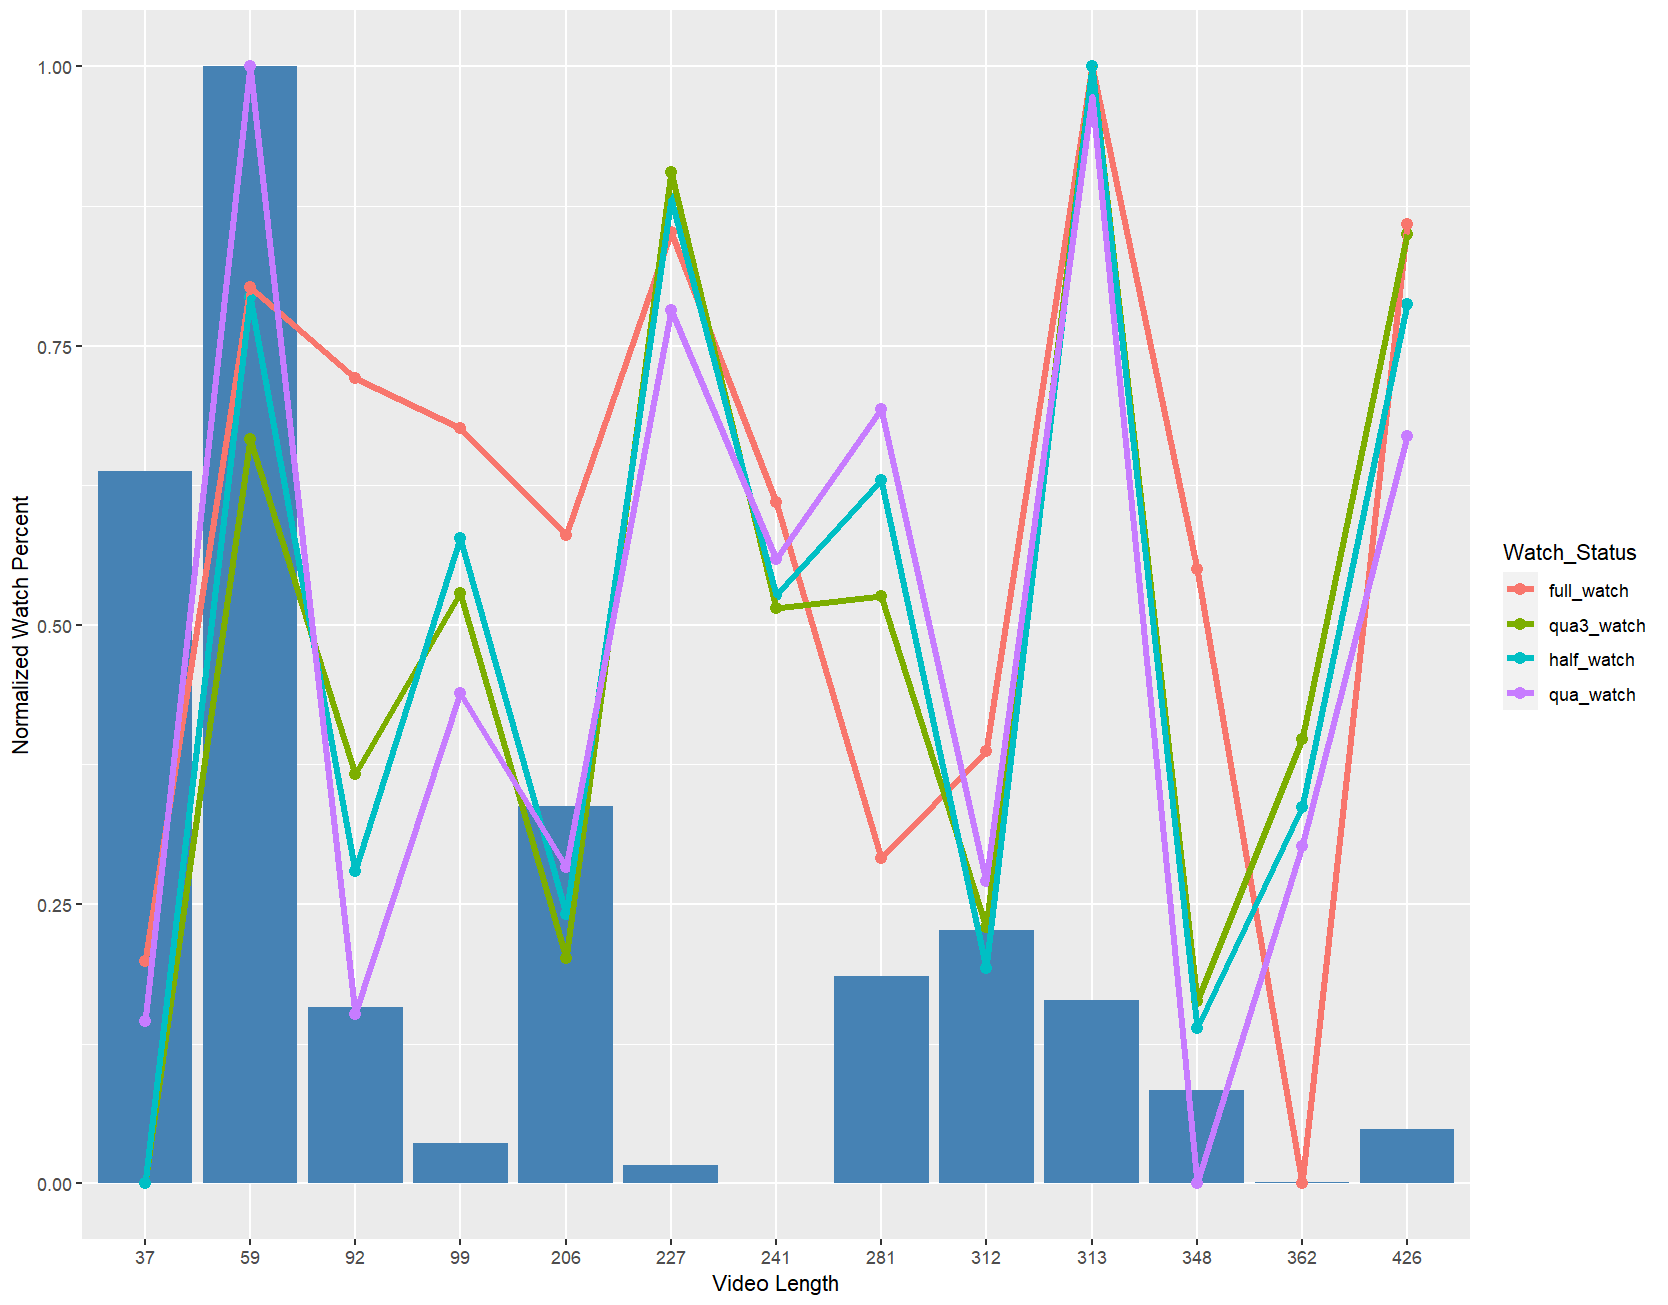 1.00
0.75
0.50
0.25
0.00
Normalized Watch Percent
37 59 92 99 206 227 241 281 312 313 348 362 426
Video Length
Watch_Status
full_watch
qua3_watch
half_watch
qua_watch